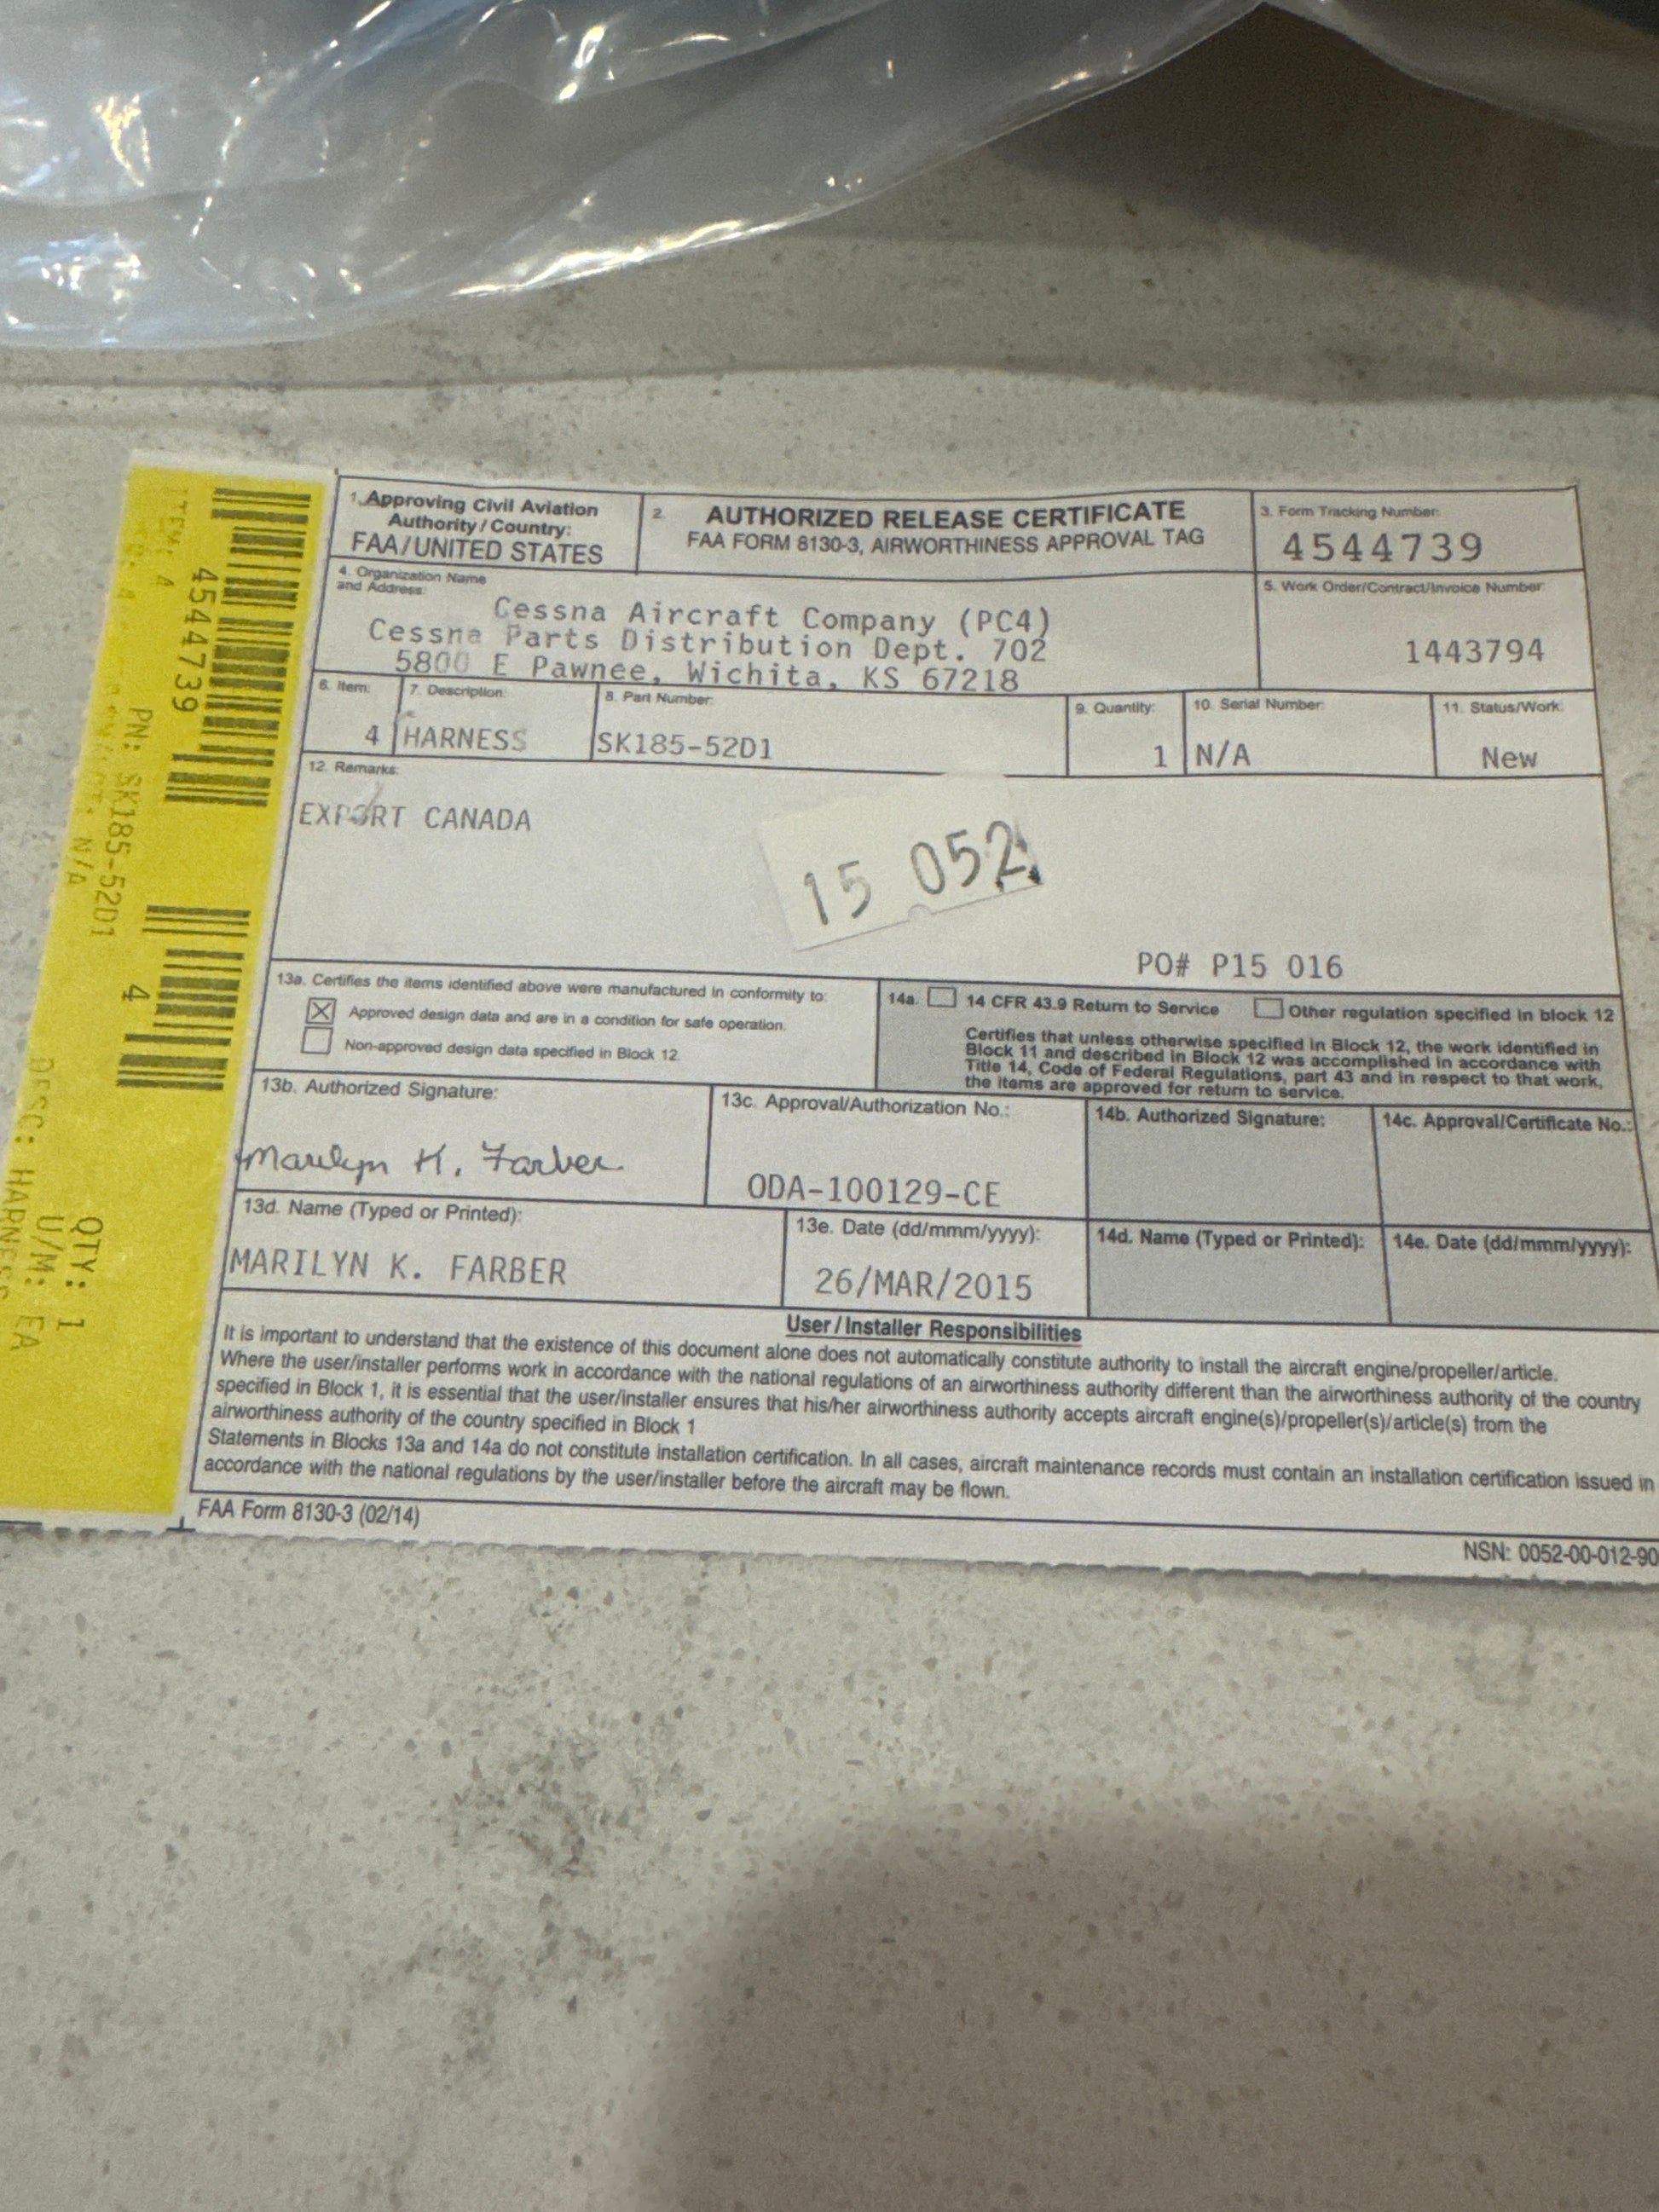 1. Approving Civil Aviation
Authority / Country:
FAA/UNITED STATES
2. AUTHORIZED RELEASE CERTIFICATE
FAA FORM 8130-3, AIRWORTHINESS APPROVAL TAG
3. Form Tracking Number:
4544739
4. Organization Name
and Address:
Cessna Aircraft Company (PC4)
Cessna Parts Distribution Dept. 702
5800 E Pawnee, Wichita, KS 67218
5. Work Order/Contract/Invoice Number:
1443794
6. Item:
4
7. Description:
HARNESS
8. Part Number:
SK185-52D1
9. Quantity:
1
10. Serial Number:
N/A
11. Status/Work:
New
12. Remarks:
EXPORT CANADA
15 052
PO# P15 016
13a. Certifies the items identified above were manufactured in conformity to:
Approved design data and are in a condition for safe operation.
Non-approved design data specified in Block 12.
14a. 14 CFR 43.9 Return to Service Other regulation specified in block 12
Certifies that unless otherwise specified in Block 12, the work identified in
Block 11 and described in Block 12 was accomplished in accordance with
Title 14, Code of Federal Regulations, part 43 and in respect to that work,
the items are approved for return to service.
13b. Authorized Signature:
Marilyn K. Farber
13c. Approval/Authorization No.:
ODA-100129-CE
14b. Authorized Signature:
14c. Approval/Certificate No.:
13d. Name (Typed or Printed):
MARILYN K. FARBER
13e. Date (dd/mmm/yyyy):
26/MAR/2015
14d. Name (Typed or Printed):
14e. Date (dd/mmm/yyyy):
User/Installer Responsibilities
It is important to understand that the existence of this document alone does not automatically constitute authority to install the aircraft engine/propeller/article.
Where the user/installer performs work in accordance with the national regulations of an airworthiness authority different than the airworthiness authority of the country
specified in Block 1, it is essential that the user/installer ensures that his/her airworthiness authority accepts aircraft engine(s)/propeller(s)/article(s) from the
airworthiness authority of the country specified in Block 1
Statements in Blocks 13a and 14a do not constitute installation certification. In all cases, aircraft maintenance records must contain an installation certification issued in
accordance with the national regulations by the user/installer before the aircraft may be flown.
FAA Form 8130-3 (02/14)
NSN: 0052-00-012-90
ITEM: 4
4544739
PN: SK185-52D1
N/A
4
DESC: HARNESS
QTY: 1
U/M: EA